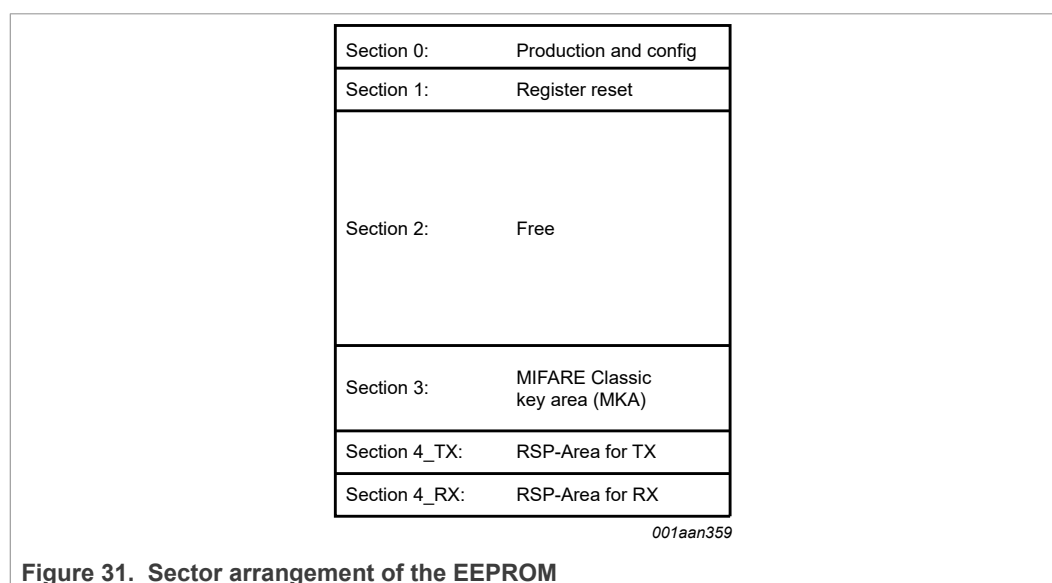 Section 0: Production and config
Section 1: Register reset
Section 2: Free
Section 3: MIFARE Classic
key area (MKA)
Section 4_TX: RSP-Area for TX
Section 4_RX: RSP-Area for RX
001aan359
Figure 31. Sector arrangement of the EEPROM